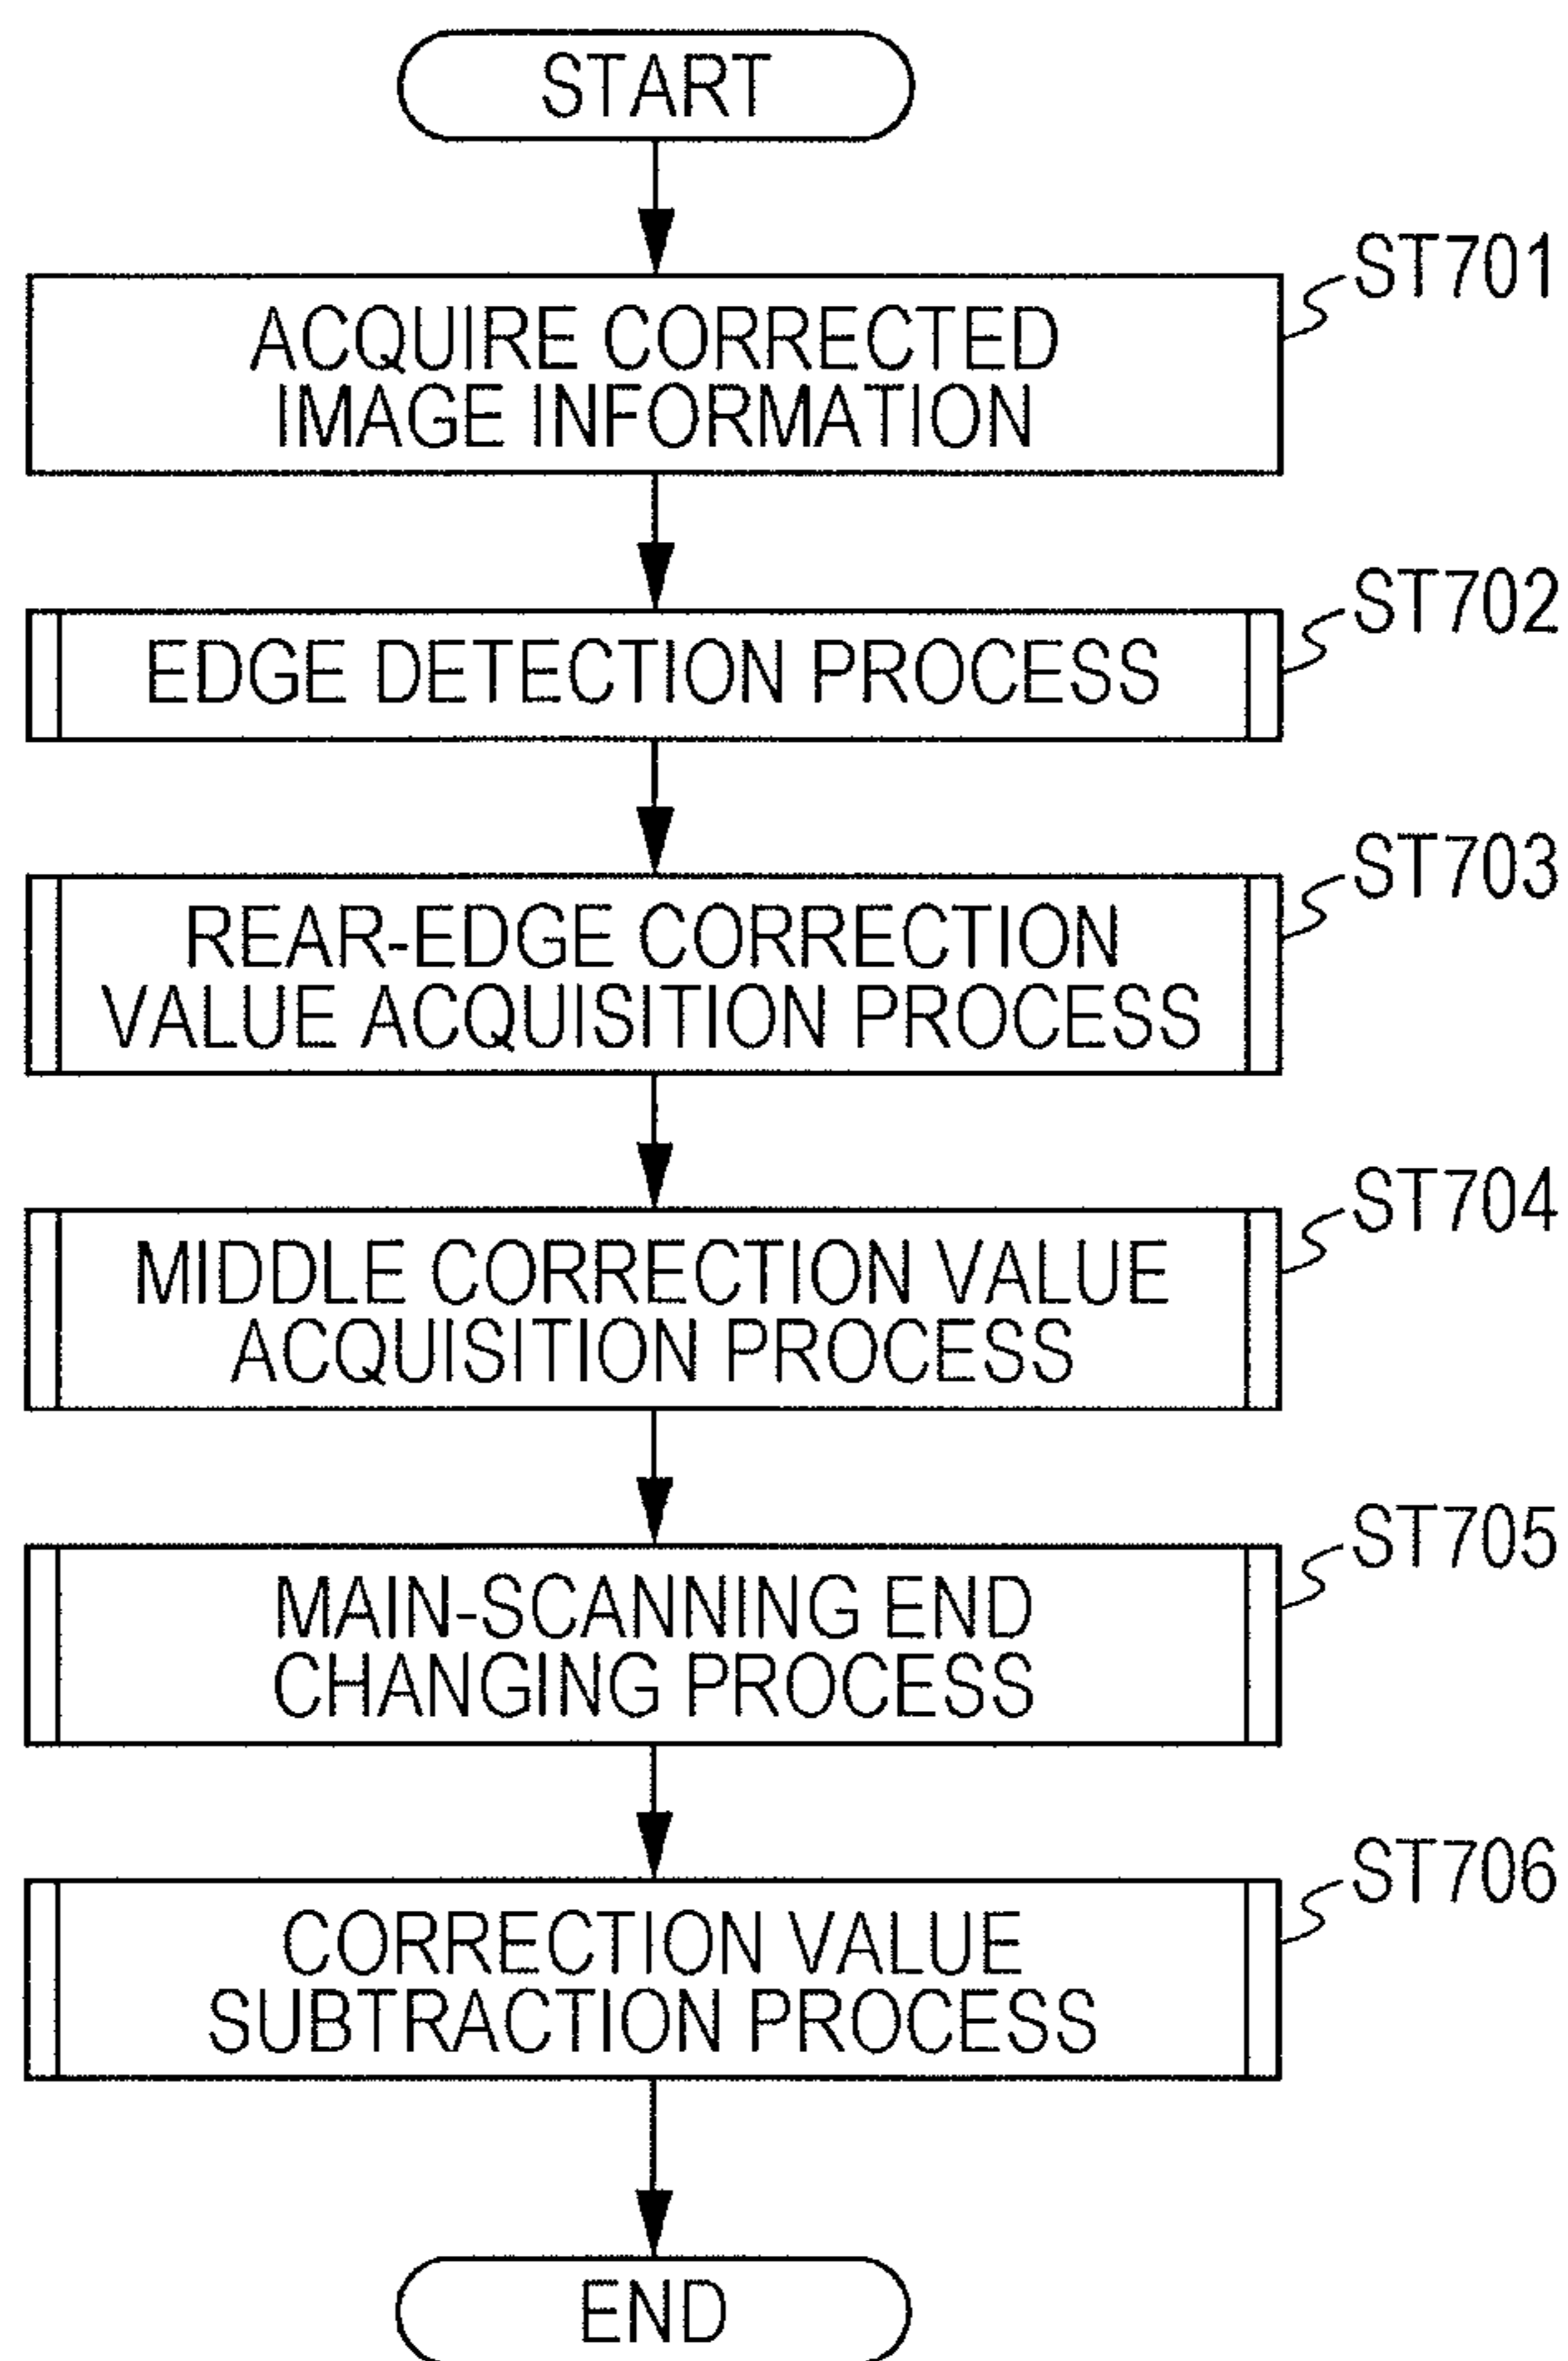 START
ST701
ACQUIRE CORRECTED
IMAGE INFORMATION
ST702
EDGE DETECTION PROCESS
ST703
REAR-EDGE CORRECTION
VALUE ACQUISITION PROCESS
ST704
MIDDLE CORRECTION VALUE
ACQUISITION PROCESS
ST705
MAIN-SCANNING END
CHANGING PROCESS
ST706
CORRECTION VALUE
SUBTRACTION PROCESS
END